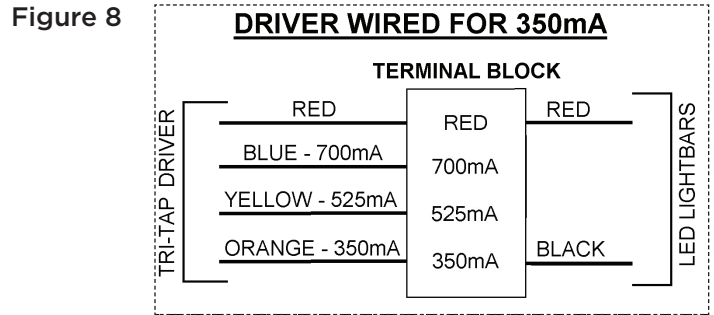 Figure 8
DRIVER WIRED FOR 350mA
TERMINAL BLOCK
TRI-TAP DRIVER
RED
BLUE - 700mA
YELLOW - 525mA
ORANGE - 350mA
RED
700mA
525mA
350mA
RED
BLACK
LED LIGHTBARS